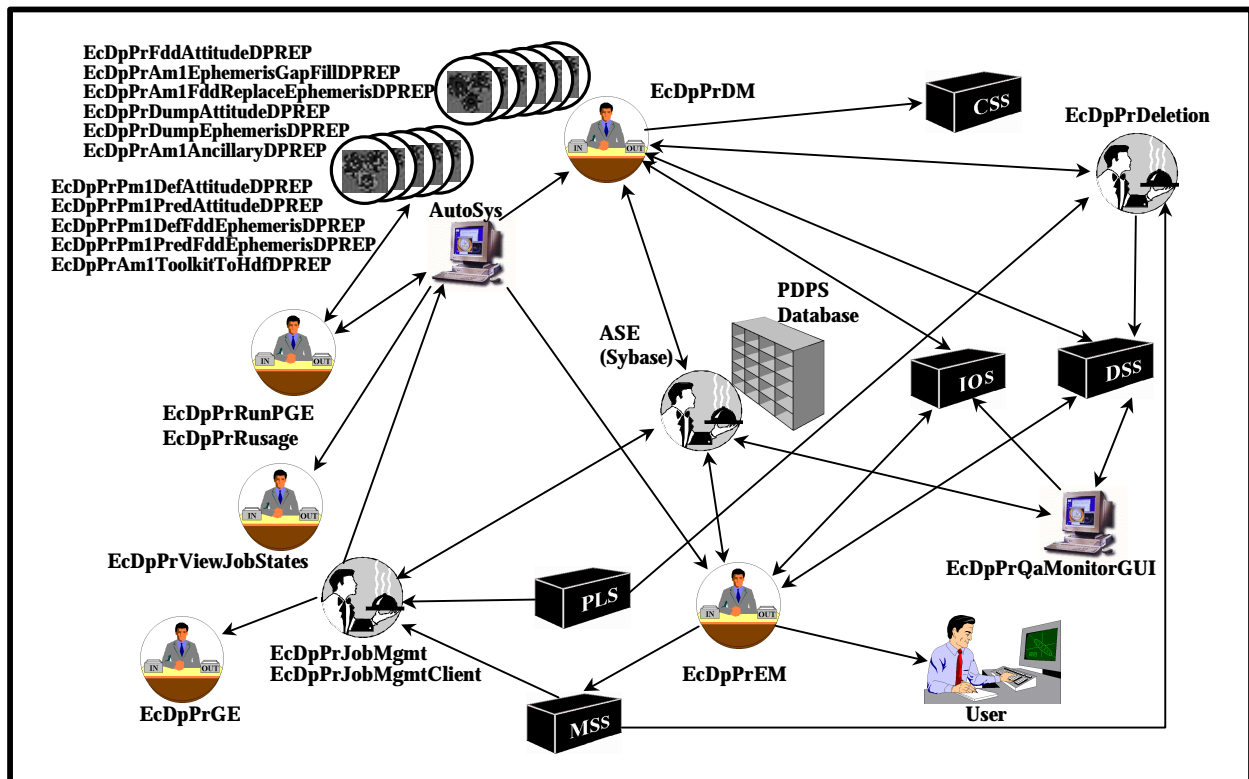 EcDpPrFddAttitudeDPREP
EcDpPrAm1EphemerisGapFillDPREP
EcDpPrAm1FddReplaceEphemerisDPREP
EcDpPrDumpAttitudeDPREP
EcDpPrDumpEphemerisDPREP
EcDpPrAm1AncillaryDPREP
EcDpPrPm1DefAttitudeDPREP
EcDpPrPm1PredAttitudeDPREP
EcDpPrPm1DefFddEphemerisDPREP
EcDpPrPm1PredFddEphemerisDPREP
EcDpPrAm1ToolkitToHdfDPREP
EcDpPrDM
IN
OUT
CSS
EcDpPrDeletion
AutoSys
PDPS
Database
ASE
(Sybase)
IOS
DSS
IN
OUT
EcDpPrRunPGE
EcDpPrRusage
IN
OUT
EcDpPrViewJobStates
EcDpPrQaMonitorGUI
PLS
IN
OUT
EcDpPrEM
EcDpPrJobMgmt
EcDpPrJobMgmtClient
IN
OUT
EcDpPrGE
MSS
User